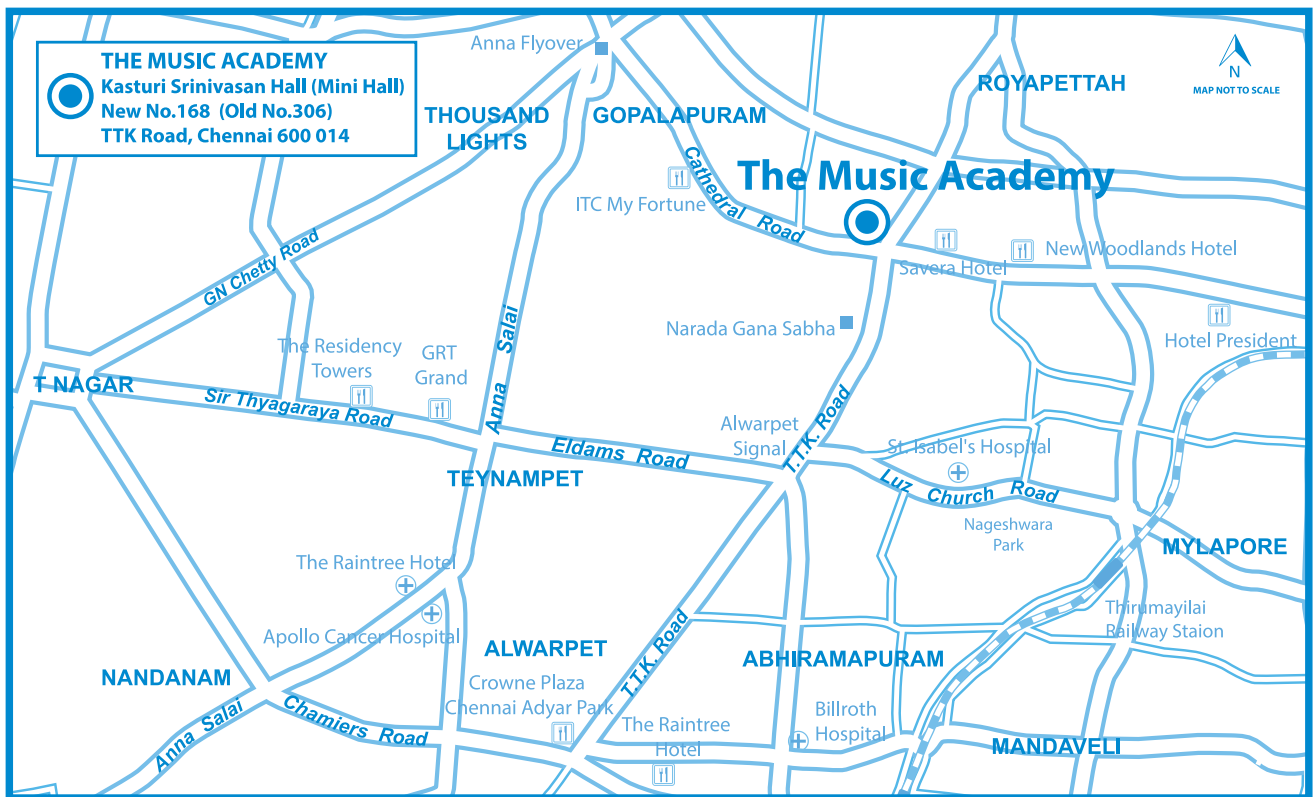 THE MUSIC ACADEMY
Kasturi Srinivasan Hall (Mini Hall)
New No.168 (Old No.306)
TTK Road, Chennai 600 014
Anna Flyover
N
MAP NOT TO SCALE
ROYAPETTAH
THOUSAND
LIGHTS
GOPALAPURAM
The Music Academy
Cathedral Road
ITC My Fortune
GN Chetty Road
Savera Hotel
New Woodlands Hotel
Narada Gana Sabha
Hotel President
Anna Salai
The Residency
Towers
GRT
Grand
T NAGAR
Sir Thyagaraya Road
T.T.K. Road
Alwarpet
Signal
Eldams Road
St. Isabel's Hospital
TEYNAMPET
Luz Church Road
Nageshwara
Park
MYLAPORE
The Raintree Hotel
Thirumayilai
Railway Staion
Apollo Cancer Hospital
ALWARPET
T.T.K. Road
ABHIRAMAPURAM
NANDANAM
Crowne Plaza
Chennai Adyar Park
Anna Salai
Chamiers Road
The Raintree
Hotel
Billroth
Hospital
MANDAVELI